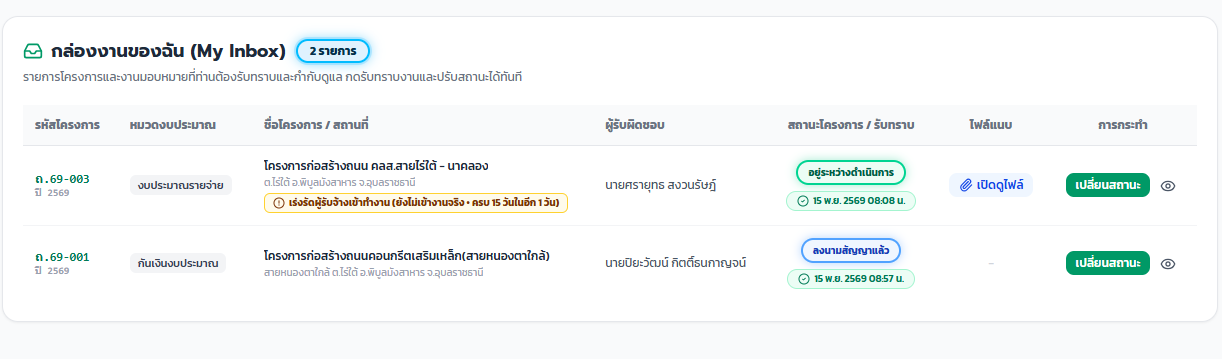 กล่องงานของฉัน (My Inbox) 2 รายการ
รายการโครงการและงานมอบหมายที่ท่านต้องรับทราบและกำกับดูแล กดรับทราบงานและปรับสถานะได้ทันที
รหัสโครงการ หมวดงบประมาณ ชื่อโครงการ / สถานที่ ผู้รับผิดชอบ สถานะโครงการ / รับทราบ ไฟล์แนบ การกระทำ
ถ.69-003
ปี 2569
งบประมาณรายจ่าย
โครงการก่อสร้างถนน คสล.สายไร่ใต้ - นาคลอง
ต.ไร่ใต้ อ.พิบูลมังสาหาร จ.อุบลราชธานี
เร่งรัดผู้รับจ้างเข้าทำงาน (ยังไม่เข้างานจริง • ครบ 15 วันในอีก 1 วัน)
นายศรายุทธ สงวนรัษฎ์
อยู่ระหว่างดำเนินการ
15 พ.ย. 2569 08:08 น.
เปิดดูไฟล์
เปลี่ยนสถานะ
ถ.69-001
ปี 2569
กันเงินงบประมาณ
โครงการก่อสร้างถนนคอนกรีตเสริมเหล็ก(สายหนองตาใกล้)
สายหนองตาใกล้ ต.ไร่ใต้ อ.พิบูลมังสาหาร จ.อุบลราชธานี
นายปิยะวัฒน์ กิตติ์ธนกาญจน์
ลงนามสัญญาแล้ว
15 พ.ย. 2569 08:57 น.
-
เปลี่ยนสถานะ